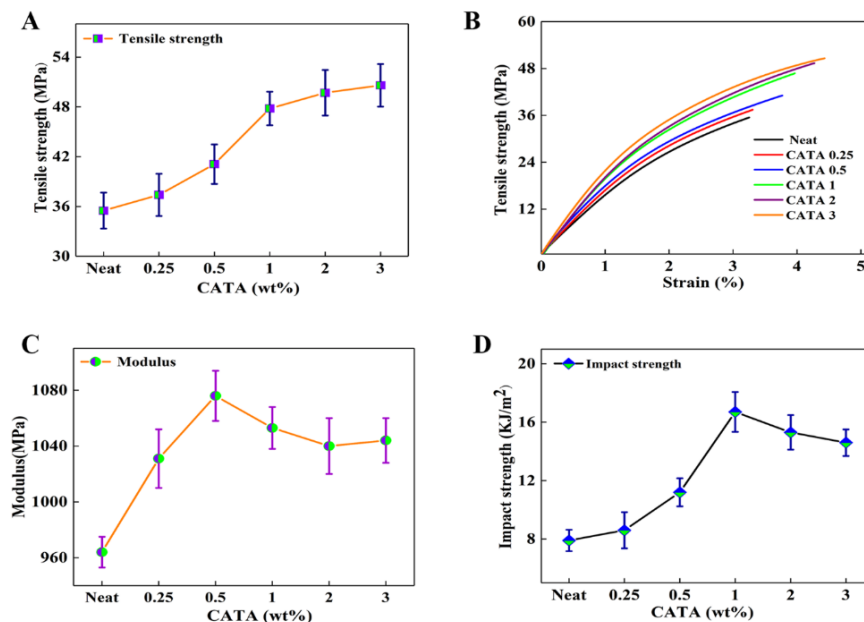 A
Tensile strength
Tensile strength (MPa)
54
48
42
36
30
Neat 0.25 0.5 1 2 3
CATA (wt%)
B
Tensile strength (MPa)
60
48
36
24
12
Neat
CATA 0.25
CATA 0.5
CATA 1
CATA 2
CATA 3
0 1 2 3 4 5
Strain (%)
C
Modulus
Modulus(MPa)
1080
1040
1000
960
Neat 0.25 0.5 1 2 3
CATA (wt%)
D
Impact strength
Impact strength (KJ/m²)
20
16
12
8
Neat 0.25 0.5 1 2 3
CATA (wt%)